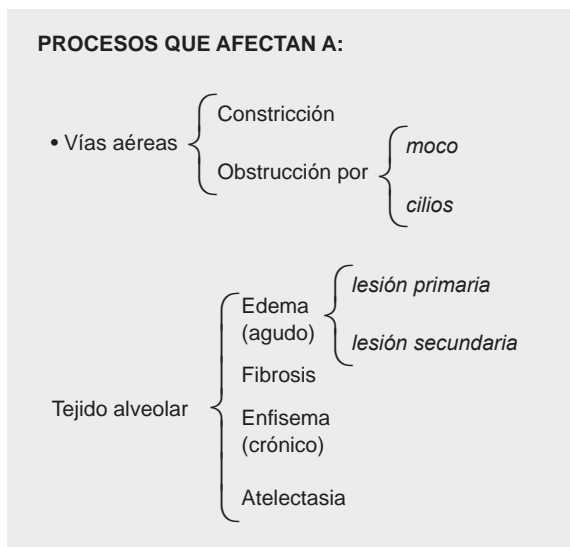 PROCESOS QUE AFECTAN A:
• Vías aéreas
Constricción
Obstrucción por
moco
cilios
Tejido alveolar
Edema
(agudo)
lesión primaria
lesión secundaria
Fibrosis
Enfisema
(crónico)
Atelectasia